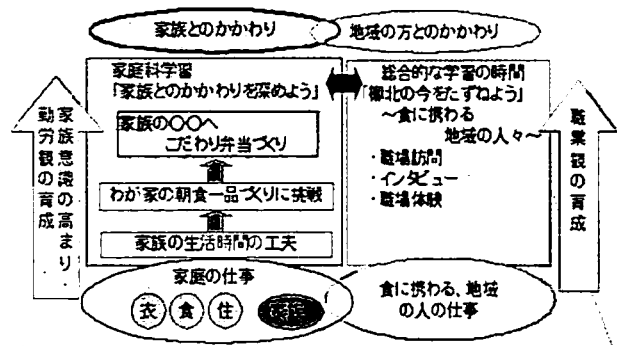 家族とのかかわり
地域の方とのかかわり
家庭科学習
「家族とのかかわりを深めよう」
家族の〇〇へ
こだわり弁当づくり
わが家の朝食一品づくりに挑戦
家族の生活時間の工夫
総合的な学習の時間
北の今をたずねよう」
～食に携わる
地域の人々～
・職場訪問
・インタビュー
・職場体験
家族意識の高まり・
勤労観の育成
職業観の育成
家庭の仕事
衣
食
住
家族
食に携わる、地域
の人の仕事